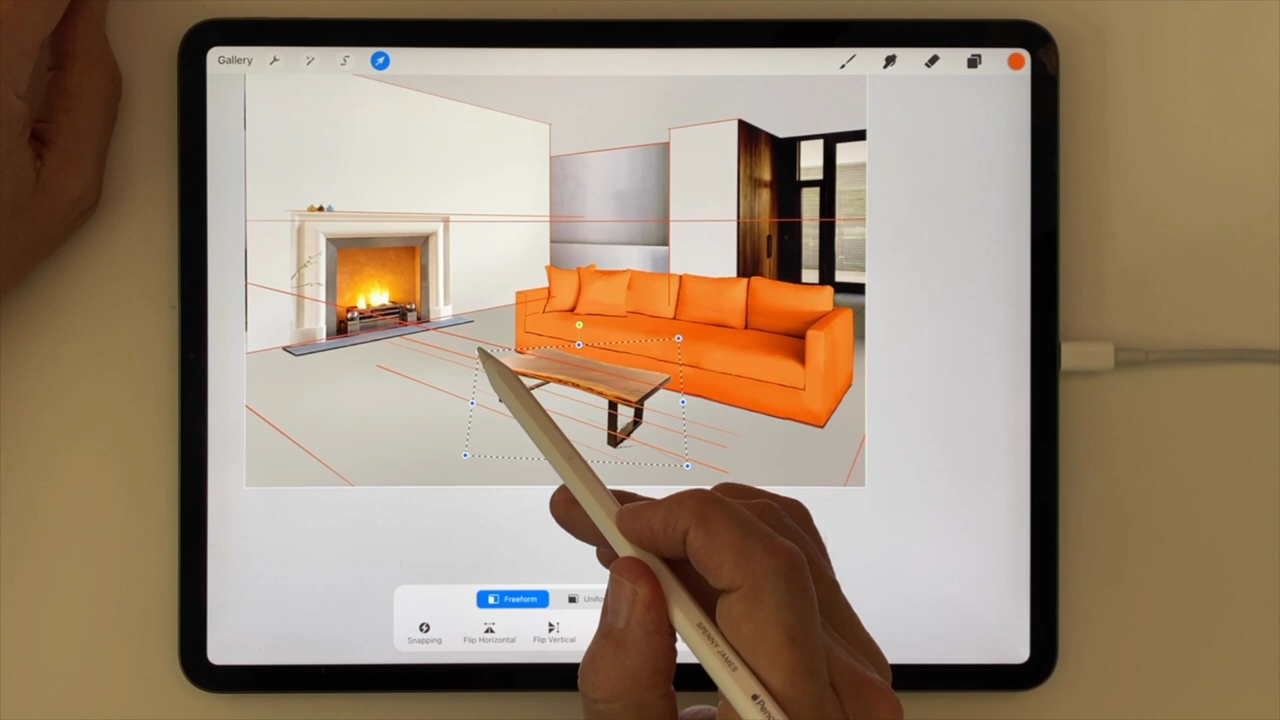 Gallery
Freeform
Snapping
Flip Horizontal
Flip Vertical
SPENNY JAMES